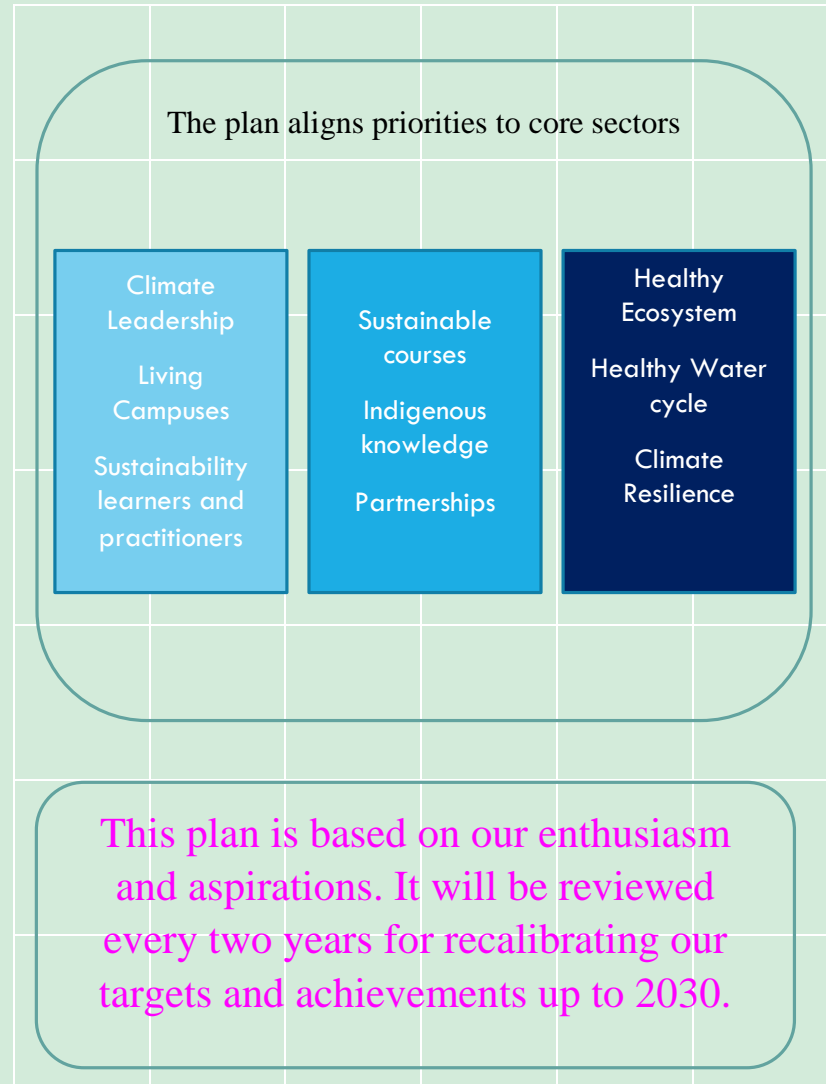 The plan aligns priorities to core sectors
Climate
Leadership
Living
Campuses
Sustainability
learners and
practitioners
Sustainable
courses
Indigenous
knowledge
Partnerships
Healthy
Ecosystem
Healthy Water
cycle
Climate
Resilience
This plan is based on our enthusiasm
and aspirations. It will be reviewed
every two years for recalibrating our
targets and achievements up to 2030.